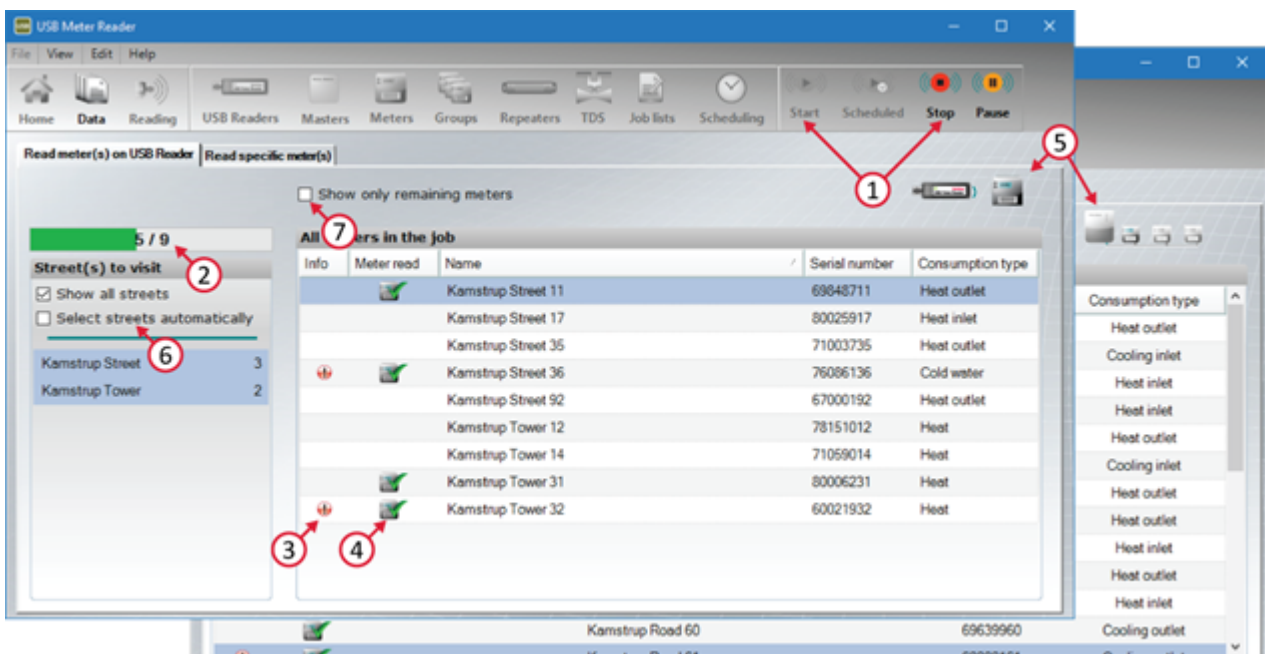 USB Meter Reader
File View Edit Help
Home Data Reading USB Readers Masters Meters Groups Repeaters TDS Job lists Scheduling Start Scheduled Stop Pause
Read meter(s) on USB Reader Read specific meter(s)
5
1
Show only remaining meters
7
5 / 9
2
All ers in the job
Street(s) to visit
Info Meter read Name Serial number Consumption type
Show all streets
Select streets automatically
6
Kamstrup Street 3
Kamstrup Tower 2
Kamstrup Street 11 69848711 Heat outlet
Kamstrup Street 17 80025917 Heat inlet
Kamstrup Street 35 71003735 Heat outlet
Kamstrup Street 36 76086136 Cold water
Kamstrup Street 92 67000192 Heat outlet
Kamstrup Tower 12 78151012 Heat
Kamstrup Tower 14 71059014 Heat
Kamstrup Tower 31 80006231 Heat
Kamstrup Tower 32 60021932 Heat
3
4
Consumption type
Heat outlet
Cooling inlet
Heat inlet
Heat inlet
Heat outlet
Cooling inlet
Heat outlet
Heat outlet
Heat inlet
Heat outlet
Heat inlet
Kamstrup Road 60 69639960 Cooling outlet